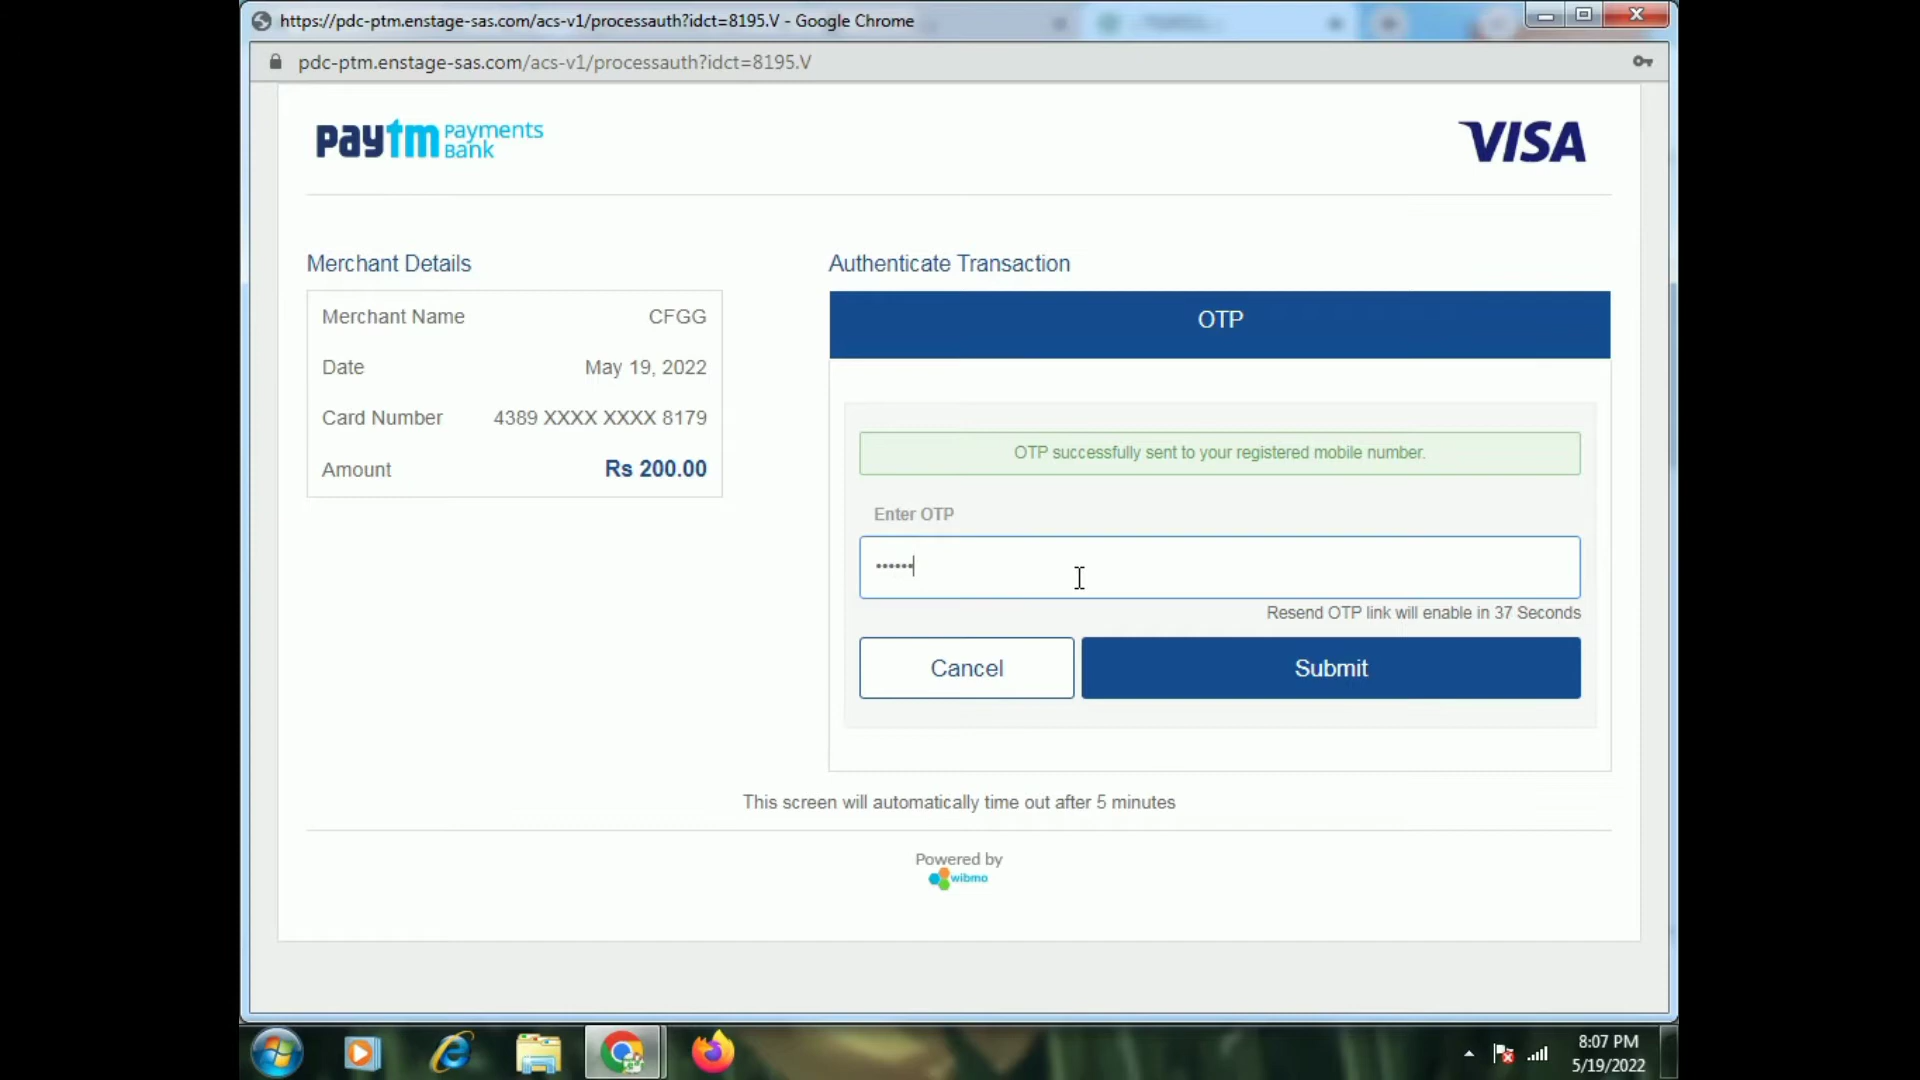 https://pdc-ptm.enstage-sas.com/acs-v1/processauth?idct=8195.V - Google Chrome
pdc-ptm.enstage-sas.com/acs-v1/processauth?idct=8195.V
paytm Payments Bank
VISA
Merchant Details
Merchant Name CFGG
Date May 19, 2022
Card Number 4389 XXXX XXXX 8179
Amount Rs 200.00
Authenticate Transaction
OTP
OTP successfully sent to your registered mobile number.
Enter OTP
••••••
Resend OTP link will enable in 37 Seconds
Cancel
Submit
This screen will automatically time out after 5 minutes
Powered by
wibmo
8:07 PM
5/19/2022